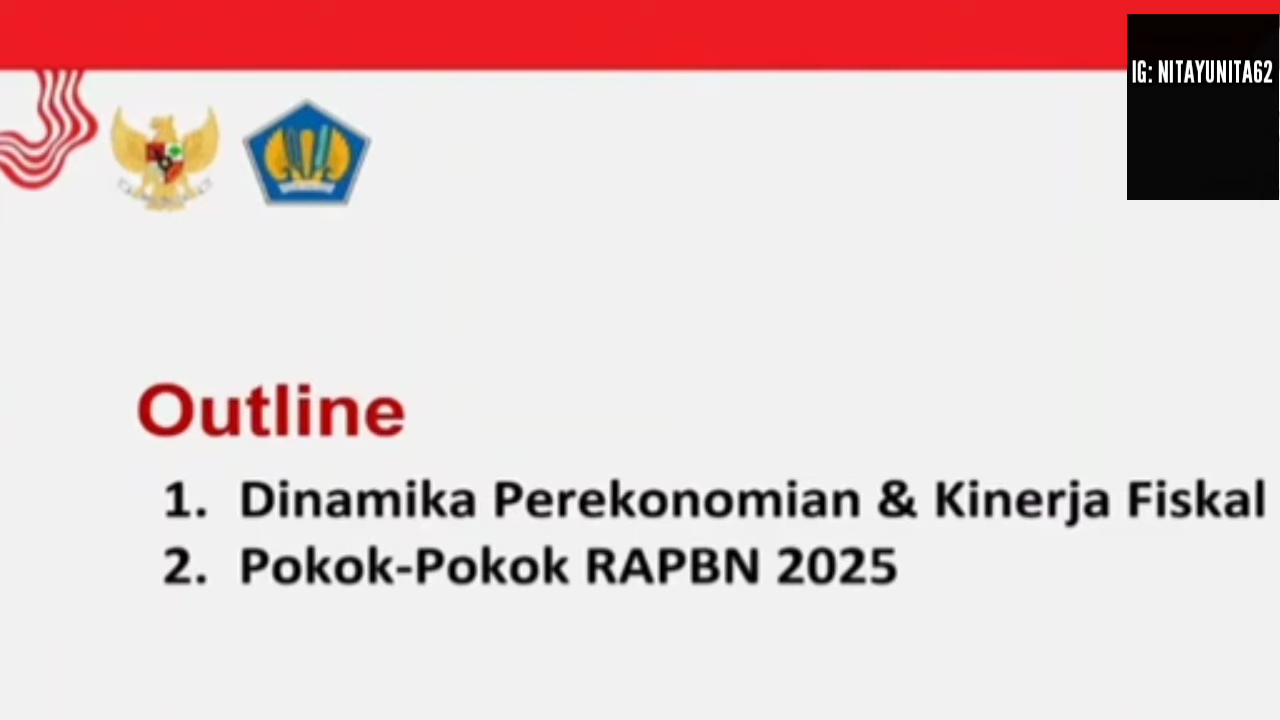 IG: NITAYUNITA62
Outline
1. Dinamika Perekonomian & Kinerja Fiskal
2. Pokok-Pokok RAPBN 2025